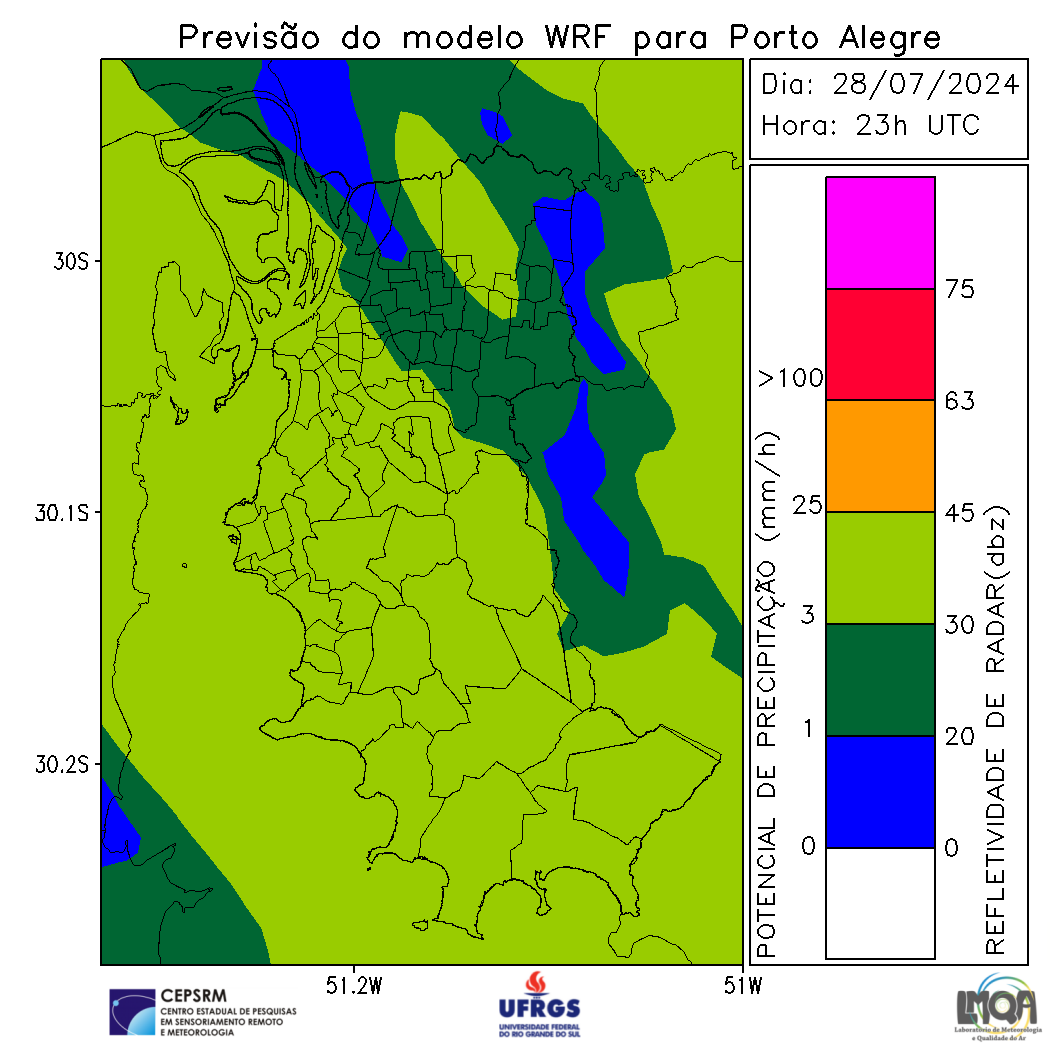 Previsão do modelo WRF para Porto Alegre
Dia: 28/07/2024
Hora: 23h UTC
30S
30.1S
30.2S
51.2W
51W
POTENCIAL DE PRECIPITAÇÃO (mm/h)
>100
25
3
1
0
75
63
45
30
20
0
REFLETIVIDADE DE RADAR(dbz)
CEPSRM
CENTRO ESTADUAL DE PESQUISAS
EM SENSORIAMENTO REMOTO
E METEOROLOGIA
UFRGS
UNIVERSIDADE FEDERAL
DO RIO GRANDE DO SUL
LMQA
Laboratório de Meteorologia
e Qualidade do Ar